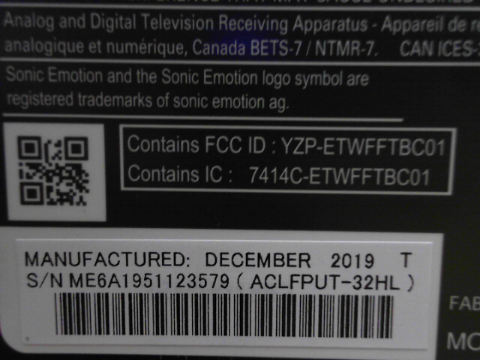 Analog and Digital Television Receiving Apparatus - Appareil de
analogique et numérique, Canada BETS-7 / NTMR-7. CAN ICES-
Sonic Emotion and the Sonic Emotion logo symbol are
registered trademarks of sonic emotion ag.
Contains FCC ID : YZP-ETWFFTBC01
Contains IC : 7414C-ETWFFTBC01
MANUFACTURED: DECEMBER 2019 T
S/N ME6A1951123579 ( ACLFPUT-32HL )
FAB
MO